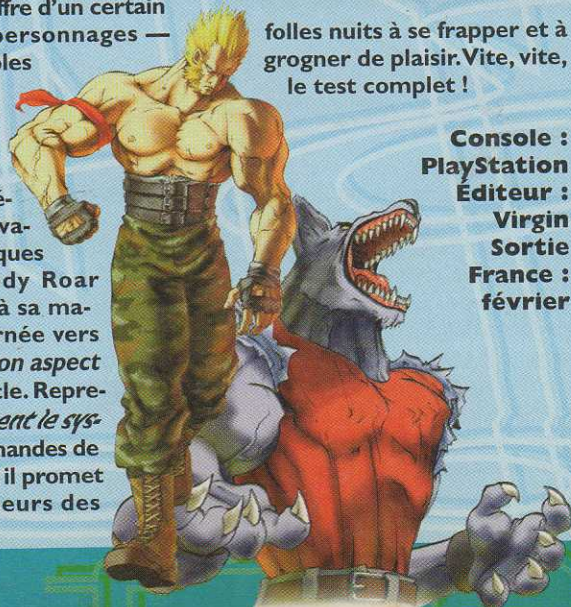 ffre d'un certain
personnages —
bles
é-
va-
ques
dy Roar
à sa ma-
rnée vers
on aspect
cle. Repre-
ent le sys-
mandes de
il promet
eurs des
folles nuits à se frapper et à
grogner de plaisir. Vite, vite,
le test complet !
Console :
PlayStation
Éditeur :
Virgin
Sortie
France :
février